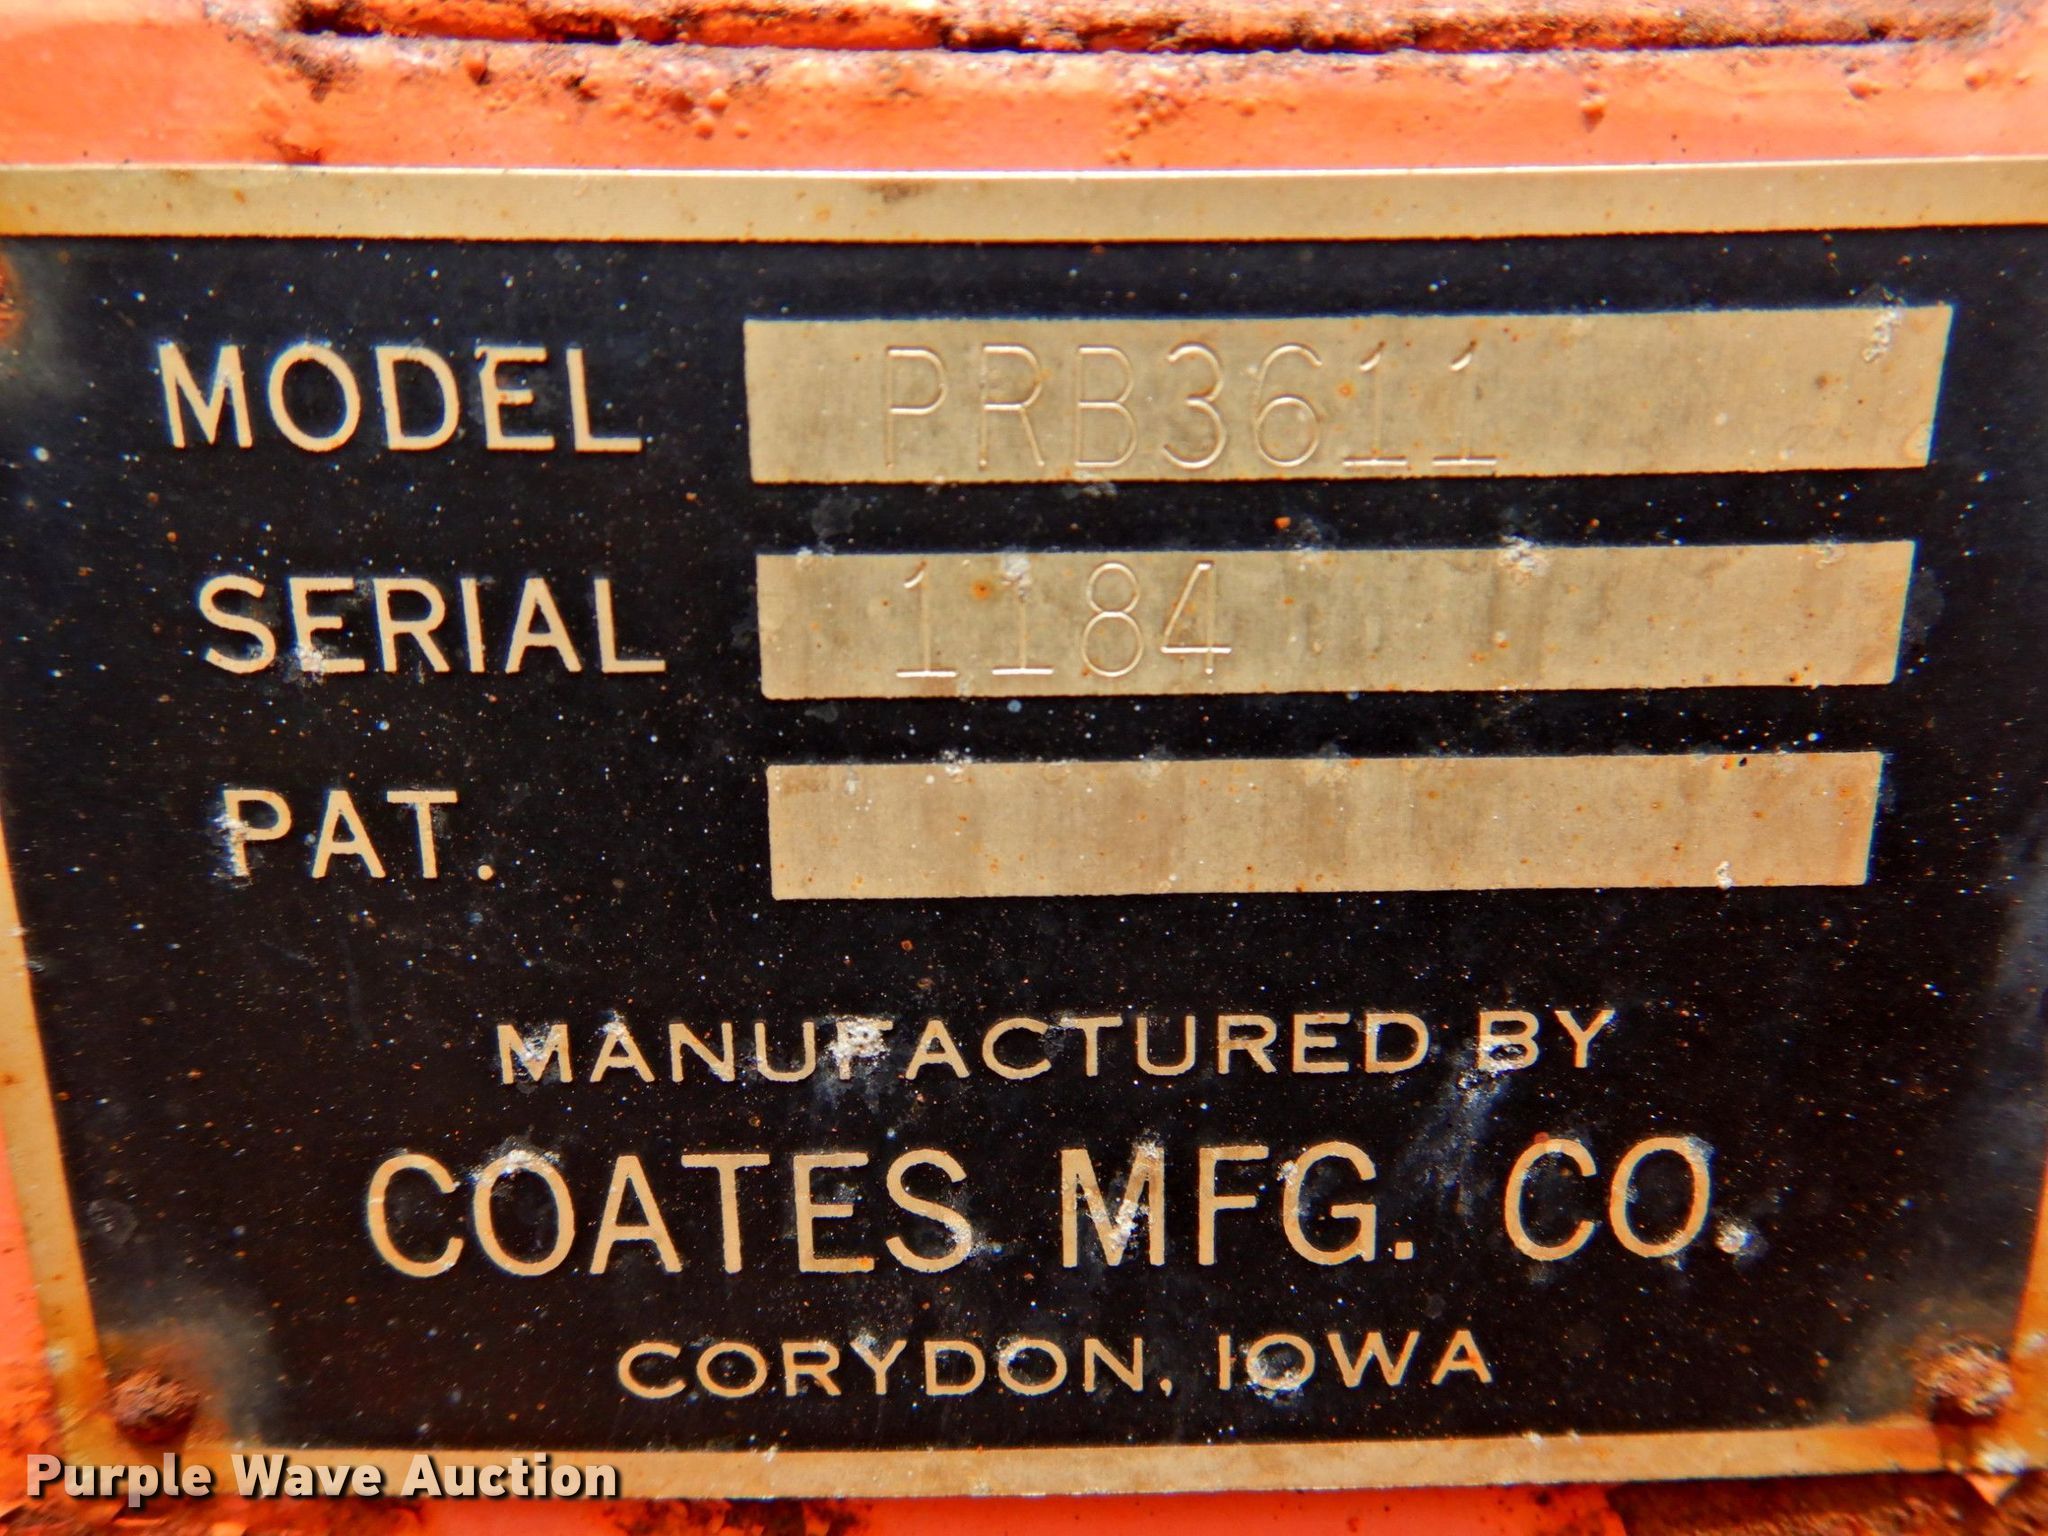 MODEL PRB3611
SERIAL 1184
PAT.
MANUFACTURED BY
COATES MFG. CO.
CORYDON, IOWA
Purple Wave Auction